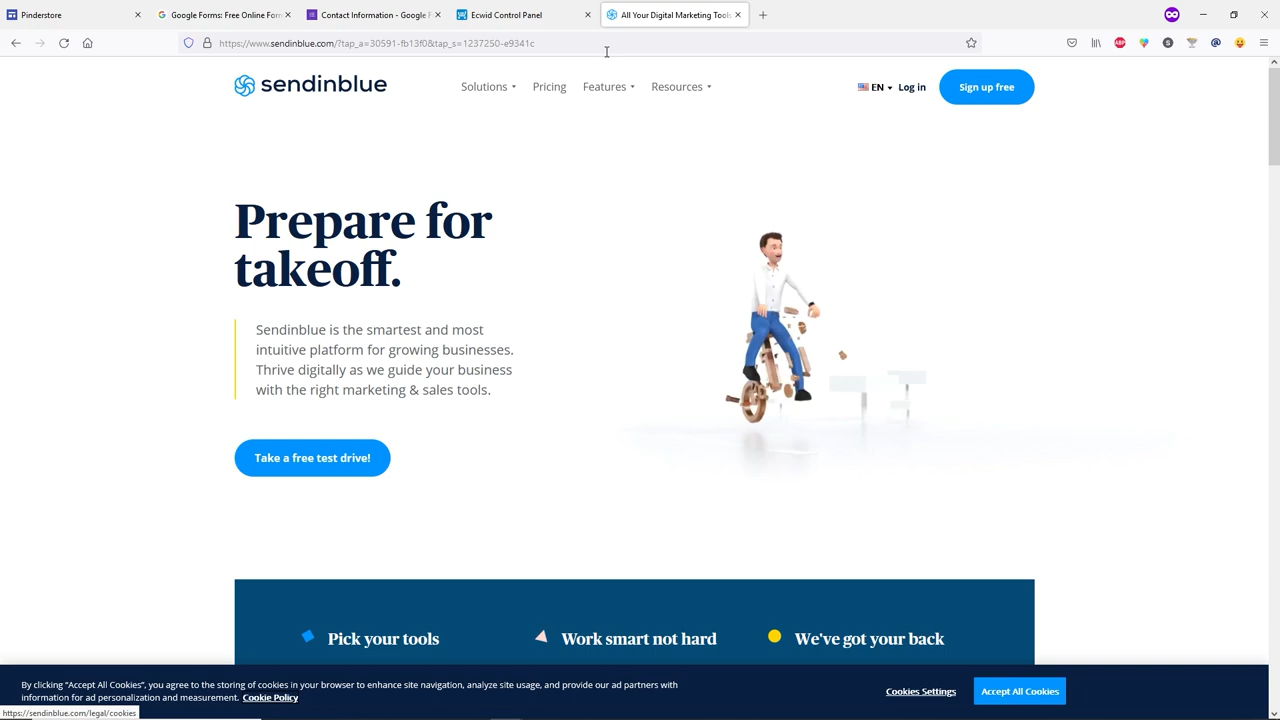 Pinderstore
Google Forms: Free Online Form
Contact Information - Google F
Ecwid Control Panel
All Your Digital Marketing Tools
https://www.sendinblue.com/?tap_a=30591-fb13f0&tap_s=1237250-e9341c
ABP
sendinblue
Solutions
Pricing
Features
Resources
EN
Log in
Sign up free
Prepare for
takeoff.
Sendinblue is the smartest and most
intuitive platform for growing businesses.
Thrive digitally as we guide your business
with the right marketing & sales tools.
Take a free test drive!
Pick your tools
Work smart not hard
We've got your back
By clicking “Accept All Cookies”, you agree to the storing of cookies in your browser to enhance site navigation, analyze site usage, and provide our ad partners with
information for ad personalization and measurement. Cookie Policy
Cookies Settings
Accept All Cookies
https://sendinblue.com/legal/cookies